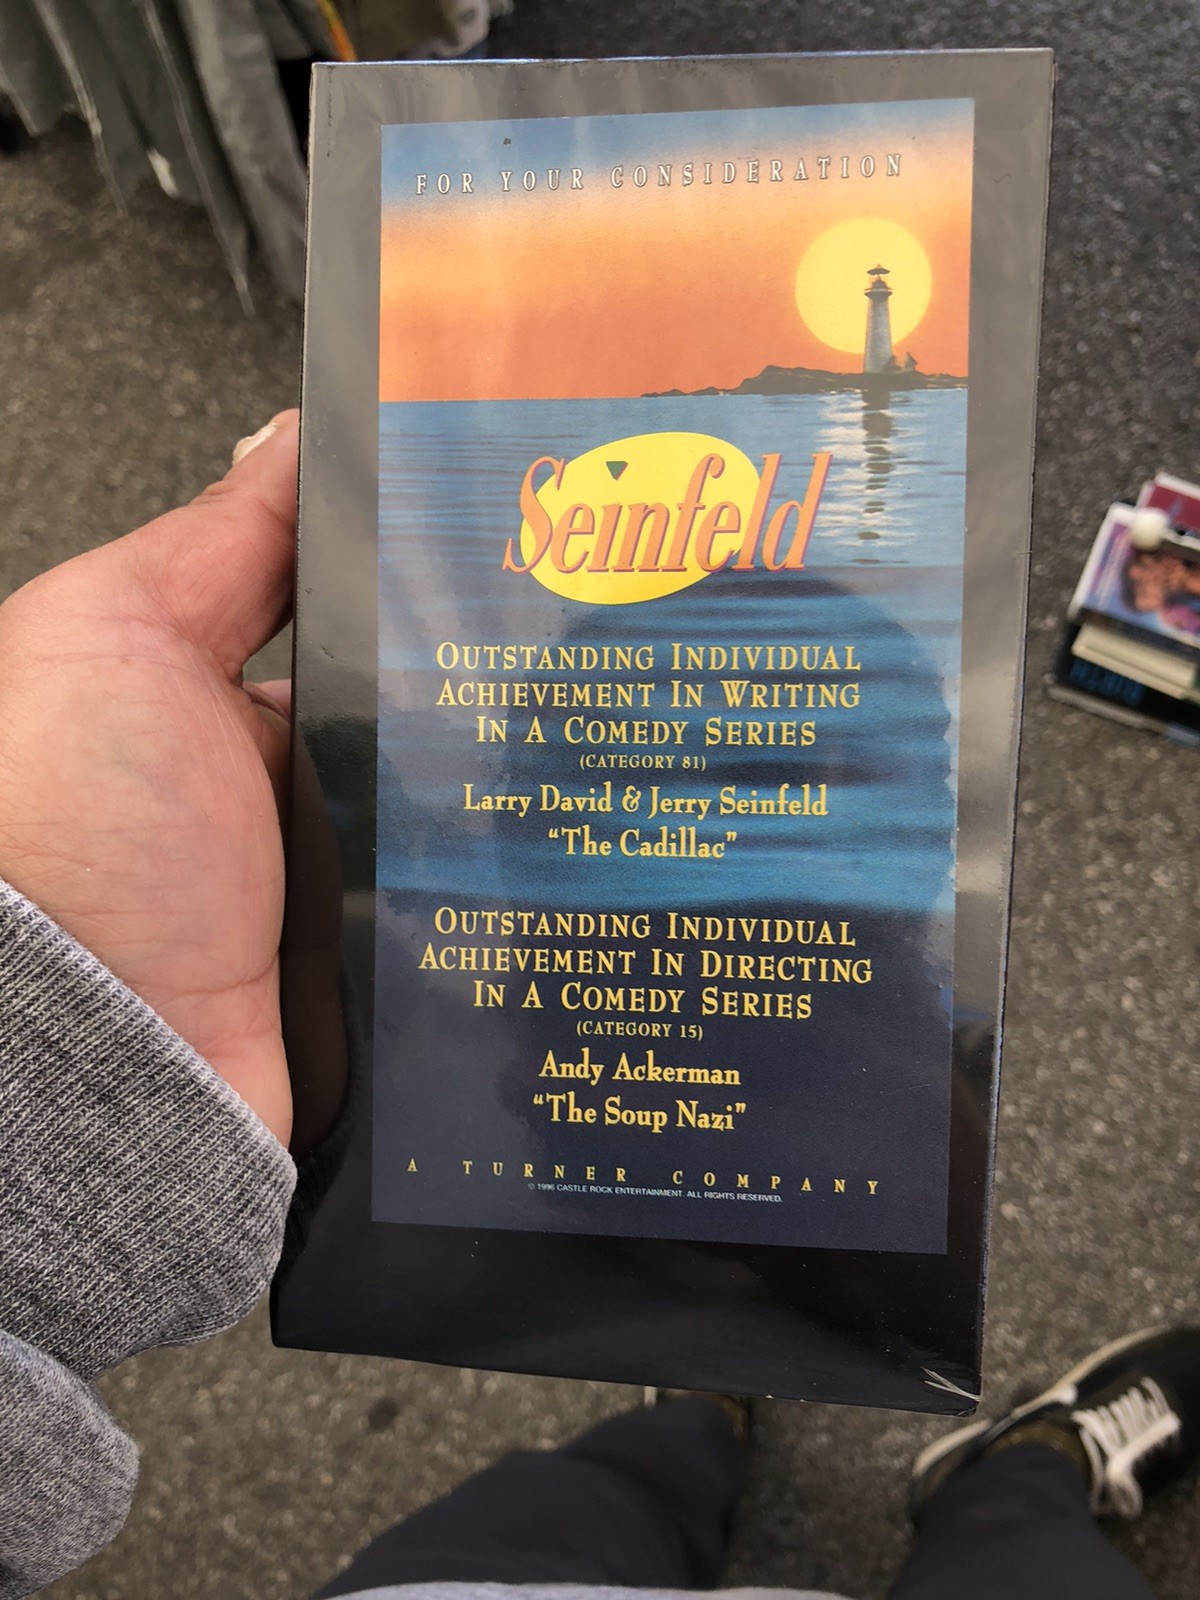 FOR YOUR CONSIDERATION
Seinfeld
OUTSTANDING INDIVIDUAL
ACHIEVEMENT IN WRITING
IN A COMEDY SERIES
(CATEGORY 81)
Larry David & Jerry Seinfeld
“The Cadillac”
OUTSTANDING INDIVIDUAL
ACHIEVEMENT IN DIRECTING
IN A COMEDY SERIES
(CATEGORY 15)
Andy Ackerman
“The Soup Nazi”
A TURNER COMPANY
© 1996 CASTLE ROCK ENTERTAINMENT. ALL RIGHTS RESERVED.